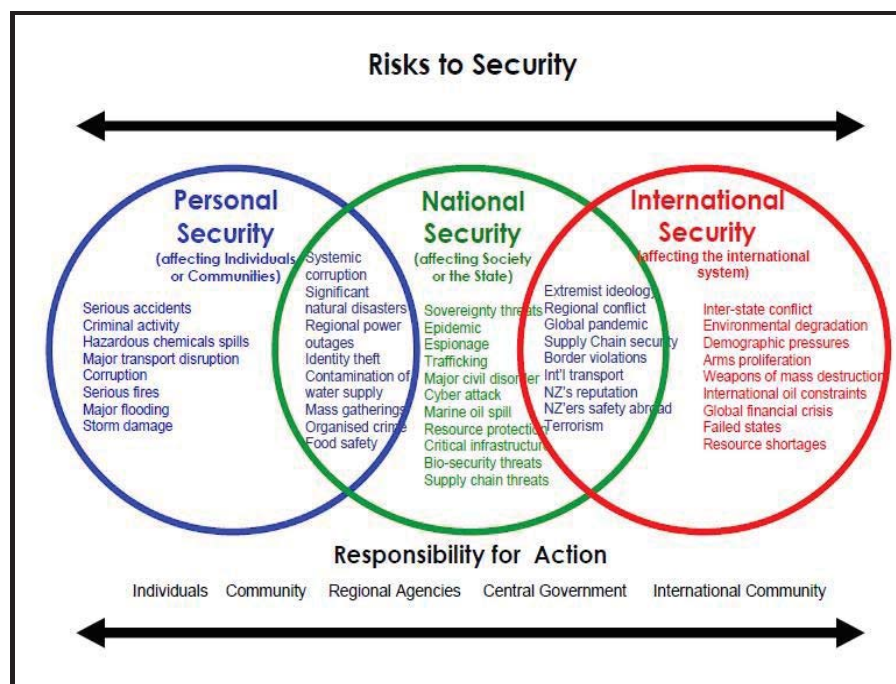 Risks to Security
Personal
Security
(affecting Individuals
or Communities)
Serious accidents
Criminal activity
Hazardous chemicals spills
Major transport disruption
Corruption
Serious fires
Major flooding
Storm damage
Systemic
corruption
Significant
natural disasters
Regional power
outages
Identity theft
Contamination of
water supply
Mass gatherings
Organised crime
Food safety
National
Security
(affecting Society
or the State)
Sovereignty threats
Epidemic
Espionage
Trafficking
Major civil disorder
Cyber attack
Marine oil spill
Resource protection
Critical infrastructure
Bio-security threats
Supply chain threats
Extremist ideology
Regional conflict
Global pandemic
Supply Chain security
Border violations
Int'l transport
NZ's reputation
NZ'ers safety abroad
Terrorism
International
Security
(affecting the international
system)
Inter-state conflict
Environmental degradation
Demographic pressures
Arms proliferation
Weapons of mass destruction
International oil constraints
Global financial crisis
Failed states
Resource shortages
Responsibility for Action
Individuals Community Regional Agencies Central Government International Community